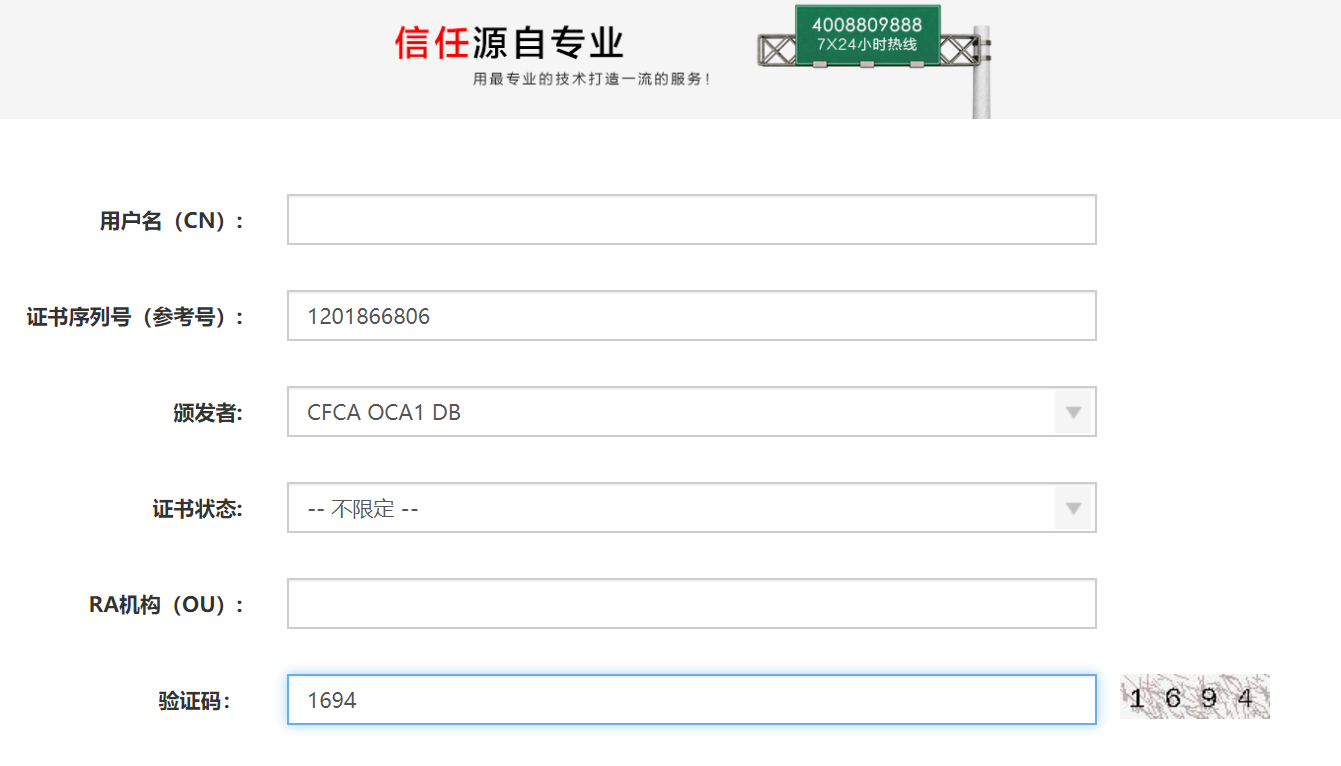 信任源自专业
用最专业的技术打造一流的服务！
4008809888
7X24小时热线
用户名（CN）:
证书序列号（参考号）:
1201866806
颁发者:
CFCA OCA1 DB
证书状态:
-- 不限定 --
RA机构（OU）:
验证码:
1694
1 6 9 4